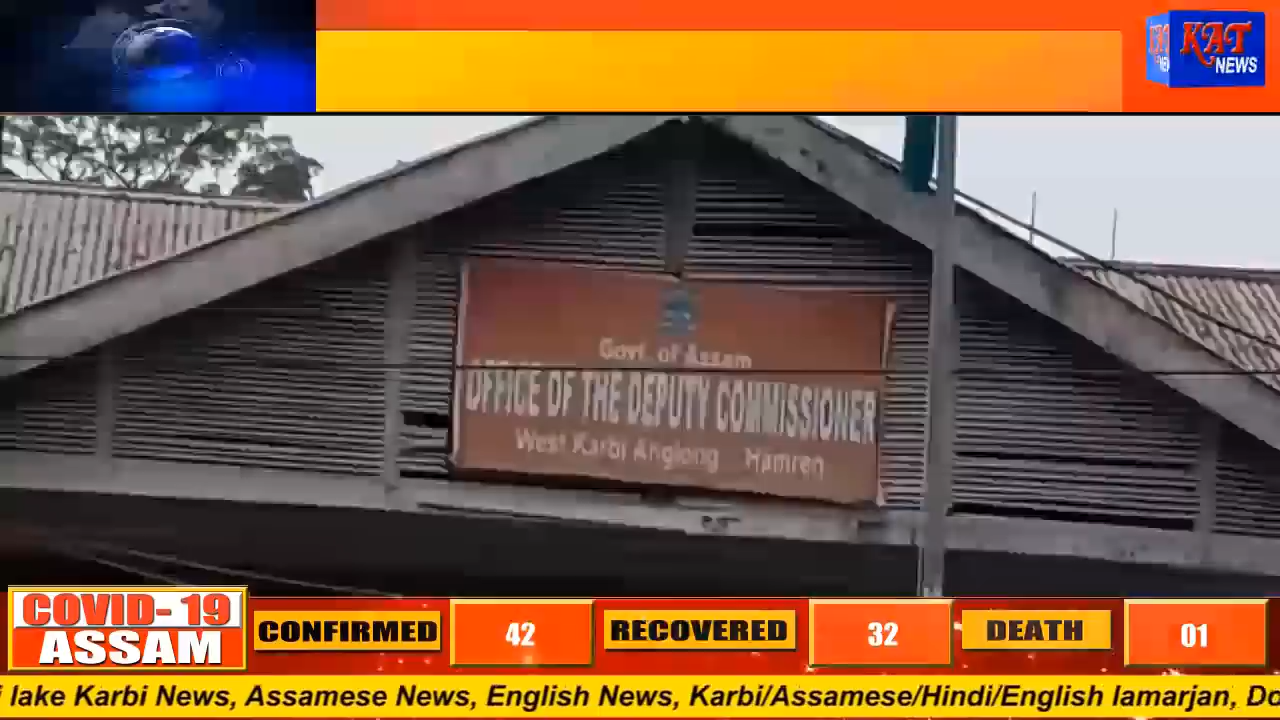 KAT
NEWS
Govt. of Assam
OFFICE OF THE DEPUTY COMMISSIONER
West Karbi Anglong Hamren
COVID-19
ASSAM
CONFIRMED
42
RECOVERED
32
DEATH
01
lake Karbi News, Assamese News, English News, Karbi/Assamese/Hindi/English lamarjan,